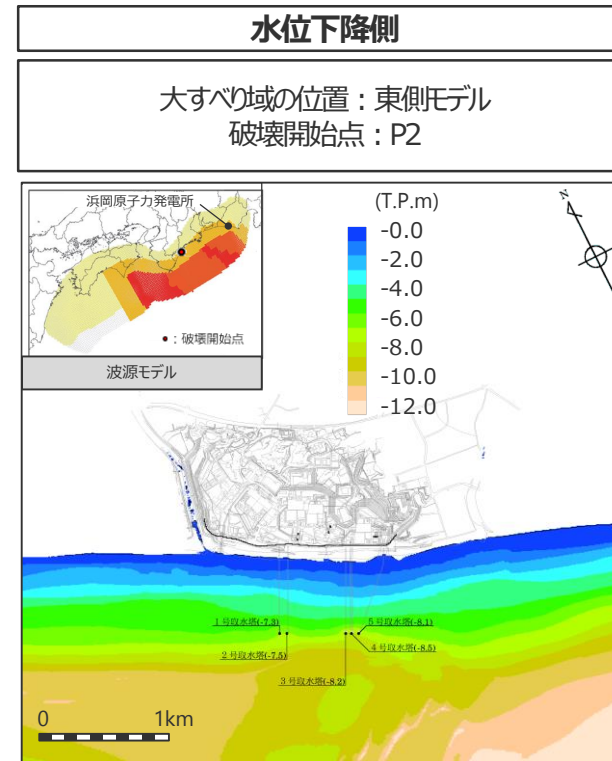 水位下降側
大すべり域の位置：東側モデル
破壊開始点：P2
浜岡原子力発電所
●：破壊開始点
波源モデル
(T.P.m)
-0.0
-2.0
-4.0
-6.0
-8.0
-10.0
-12.0
N
1号取水塔(-7.3)
5号取水塔(-8.1)
2号取水塔(-7.5)
4号取水塔(-8.5)
3号取水塔(-8.2)
0 1km